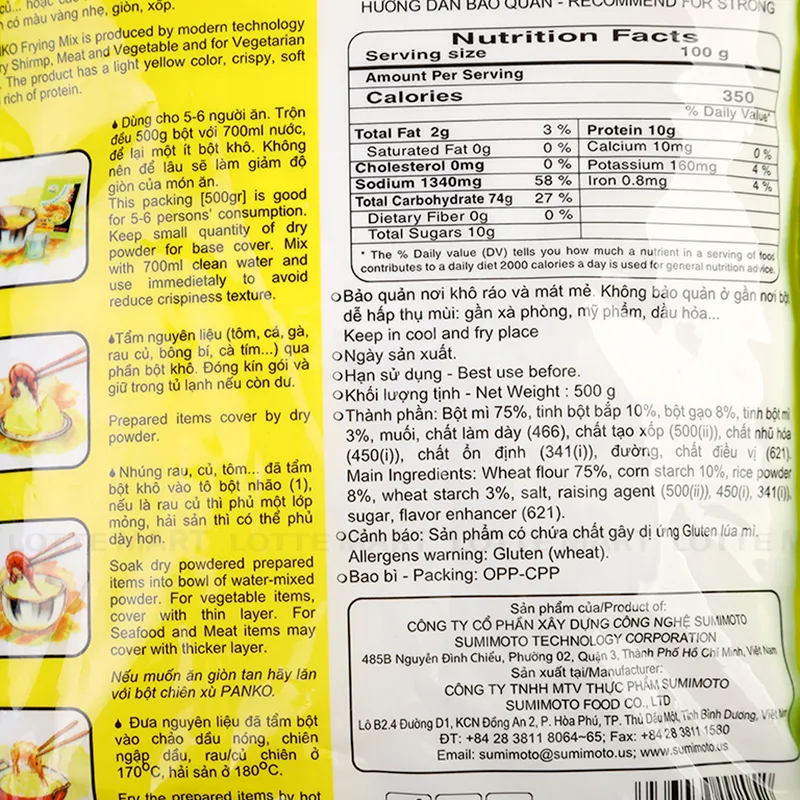 có màu vàng nhẹ, giòn, xốp.
Frying Mix is produced by modern technology
Shrimp, Meat and Vegetable and for Vegetarian
The product has a light yellow color, crispy, soft
rich of protein.
Dùng cho 5-6 người ăn. Trộn
đều 500g bột với 700ml nước,
để lại một ít bột khô. Không
nên để lâu sẽ làm giảm độ
giòn của món ăn.
This packing [500gr] is good
for 5-6 persons' consumption.
Keep small quantity of dry
powder for base cover. Mix
with 700ml clean water and
use immedietaly to avoid
reduce crispiness texture.
Tẩm nguyên liệu (tôm, cá, gà,
rau củ, bông bí, cà tím...) qua
phần bột khô. Đóng kín gói và
giữ trong tủ lạnh nếu còn dư.
Prepared items cover by dry
powder.
Nhúng rau, củ, tôm... đã tẩm
bột khô vào tô bột nhão (1),
nếu là rau củ thì phủ một lớp
mỏng, hải sản thì có thể phủ
dày hơn.
Soak dry powdered prepared
items into bowl of water-mixed
powder. For vegetable items,
cover with thin layer. For
Seafood and Meat items may
cover with thicker layer.
Nếu muốn ăn giòn tan hãy lăn
với bột chiên xù PANKO.
Đưa nguyên liệu đã tẩm bột
vào chảo dầu nóng, chiên
ngập dầu, rau/củ chiên ở
170°C, hải sản ở 180°C.
Fry the prepared items by hot
HƯỚNG DẪN BẢO QUẢN - RECOMMEND FOR STRONG
Nutrition Facts
Serving size 100 g
Amount Per Serving
Calories 350
% Daily Value*
Total Fat 2g 3 % Protein 10g
Saturated Fat 0g 0 % Calcium 10mg 0 %
Cholesterol 0mg 0 % Potassium 160mg 4 %
Sodium 1340mg 58 % Iron 0.8mg 4 %
Total Carbohydrate 74g 27 %
Dietary Fiber 0g 0 %
Total Sugars 10g
* The % Daily value (DV) tells you how much a nutrient in a serving of food
contributes to a daily diet 2000 calories a day is used for general nutrition advice.
Bảo quản nơi khô ráo và mát mẻ. Không bảo quản ở gần nơi bột
dễ hấp thụ mùi: gần xà phòng, mỹ phẩm, dầu hỏa...
Keep in cool and fry place
Ngày sản xuất.
Hạn sử dụng - Best use before.
Khối lượng tịnh - Net Weight : 500 g
Thành phần: Bột mì 75%, tinh bột bắp 10%, bột gạo 8%, tinh bột mì
3%, muối, chất làm dày (466), chất tạo xốp (500(ii)), chất nhũ hóa
(450(i)), chất ổn định (341(i)), đường, chất điều vị (621).
Main Ingredients: Wheat flour 75%, corn starch 10%, rice powder
8%, wheat starch 3%, salt, raising agent (500(ii)), 450(i), 341(i)),
sugar, flavor enhancer (621).
Cảnh báo: Sản phẩm có chứa chất gây dị ứng Gluten lúa mì.
Allergens warning: Gluten (wheat).
Bao bì - Packing: OPP-CPP
LOTTE MART LOTTE MART LOTTE M
Sản phẩm của/Product of:
CÔNG TY CỔ PHẦN XÂY DỰNG CÔNG NGHỆ SUMIMOTO
SUMIMOTO TECHNOLOGY CORPORATION
485B Nguyễn Đình Chiểu, Phường 02, Quận 3, Thành Phố Hồ Chí Minh, Việt Nam
Sản xuất tại/Manufacturer:
CÔNG TY TNHH MTV THỰC PHẨM SUMIMOTO
SUMIMOTO FOOD CO., LTD
Lô B2.4 Đường D1, KCN Đồng An 2, P. Hòa Phú, TP. Thủ Dầu Một, Tỉnh Bình Dương, Việt
ĐT: +84 28 3811 8064~65; Fax: +84 28 3811 1530
Email: sumimoto@sumimoto.us; www.sumimoto.us